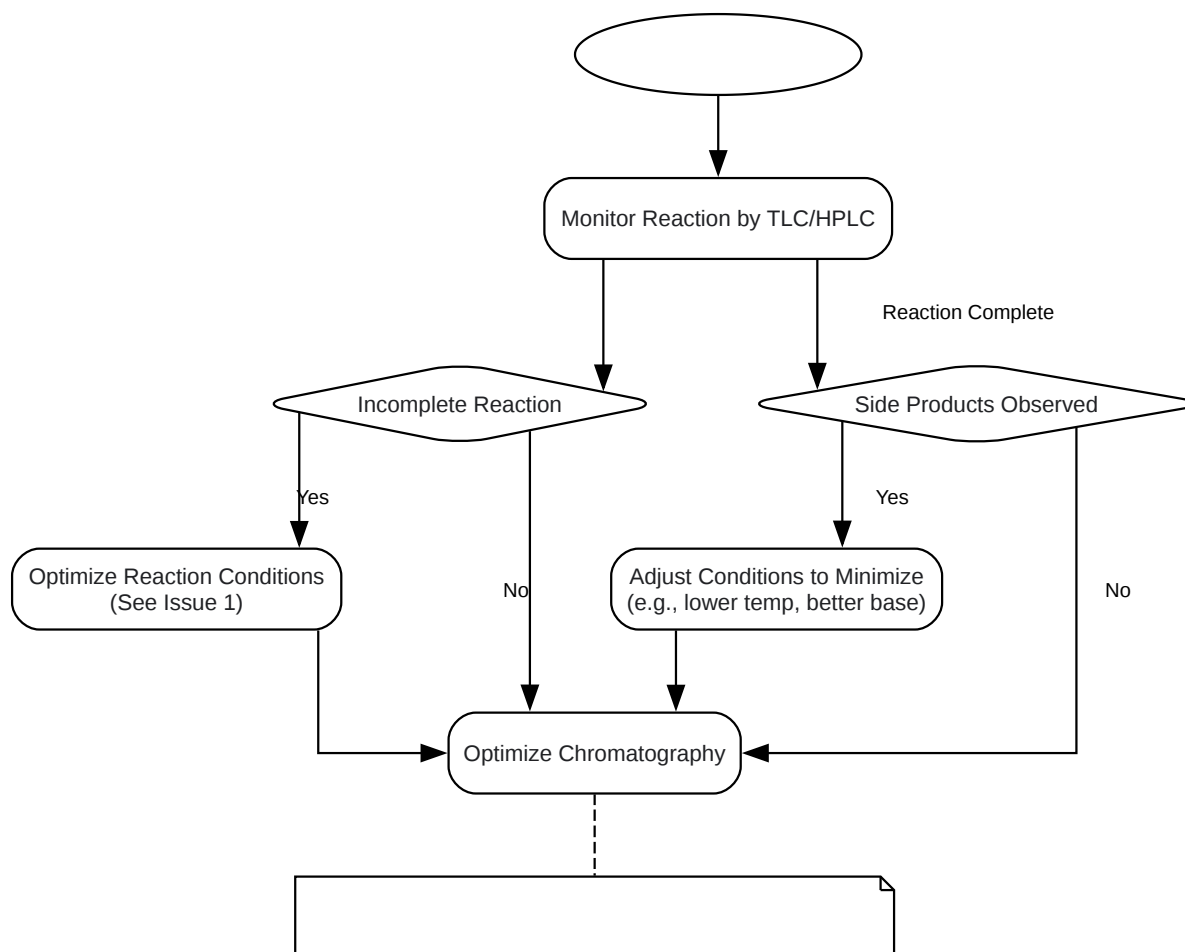 Monitor Reaction by TLC/HPLC
Reaction Complete
Incomplete Reaction
Side Products Observed
Yes
Yes
Optimize Reaction Conditions
(See Issue 1)
No
Adjust Conditions to Minimize
(e.g., lower temp, better base)
No
Optimize Chromatography